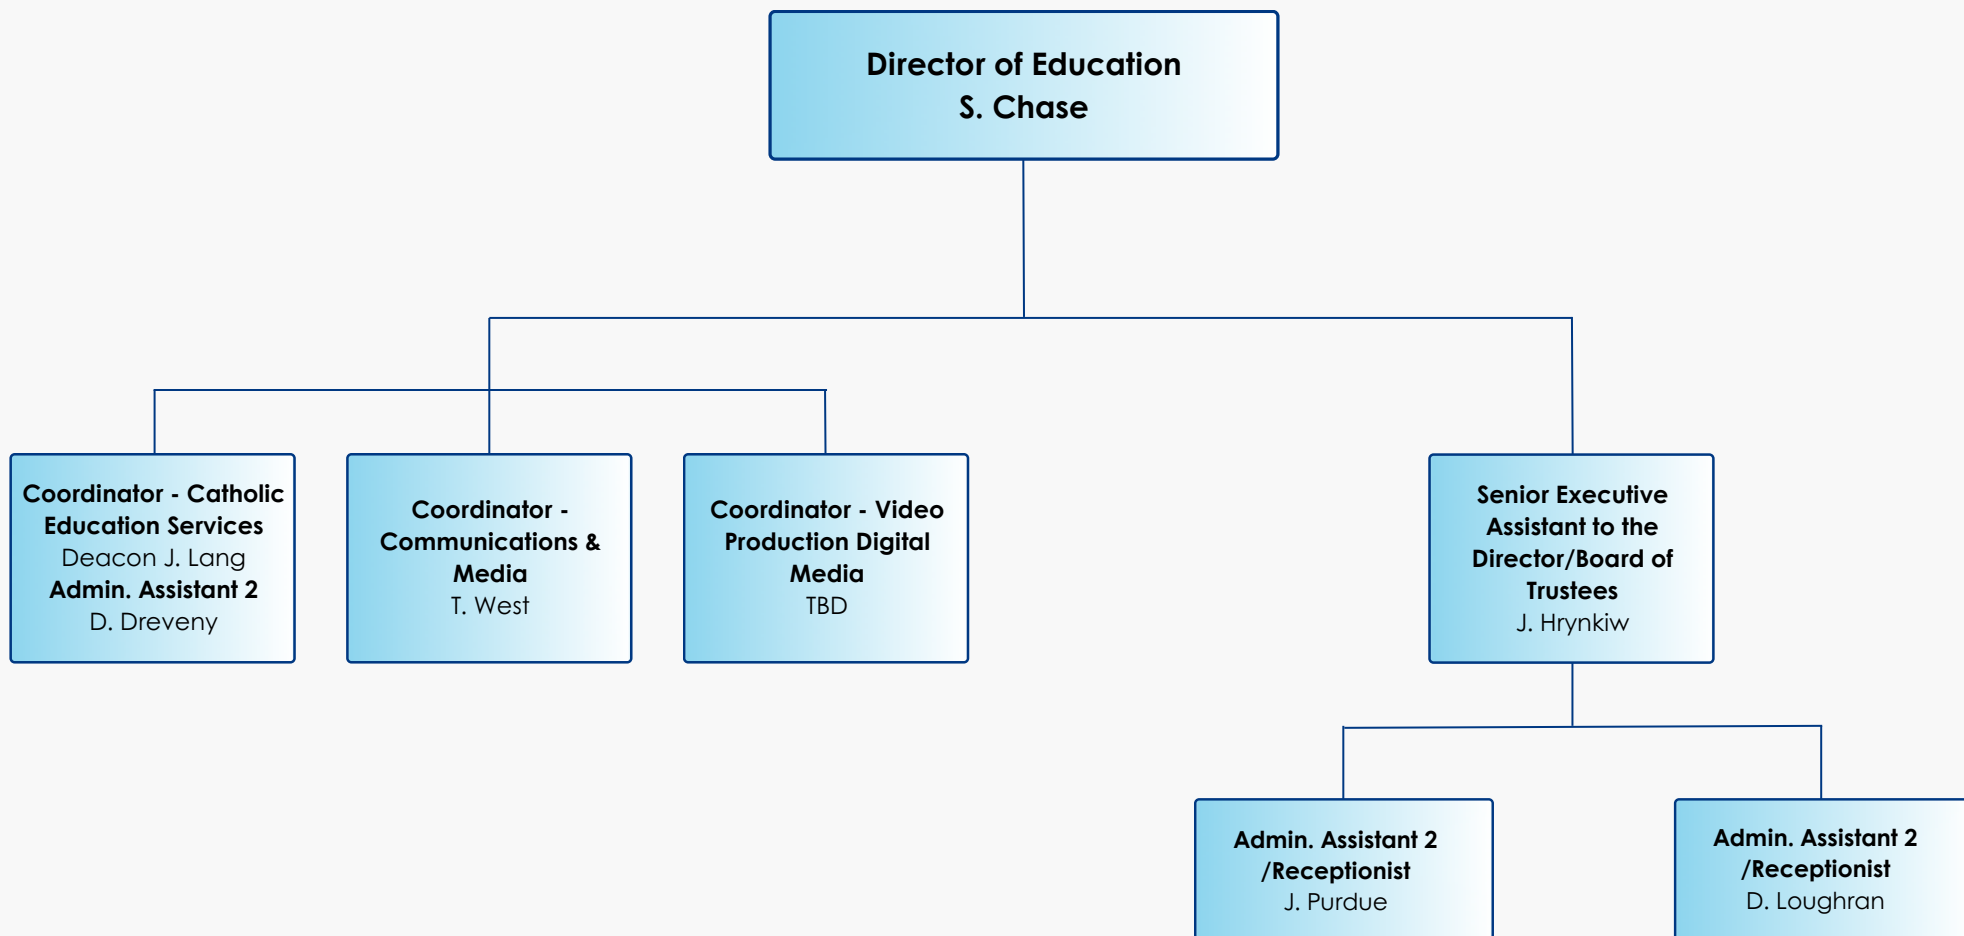 Director of Education
S. Chase
Coordinator - Catholic
Education Services
Deacon J. Lang
Admin. Assistant 2
D. Dreveny
Coordinator -
Communications &
Media
T. West
Coordinator - Video
Production Digital
Media
TBD
Senior Executive
Assistant to the
Director/Board of
Trustees
J. Hrynkiw
Admin. Assistant 2
/Receptionist
J. Purdue
Admin. Assistant 2
/Receptionist
D. Loughran